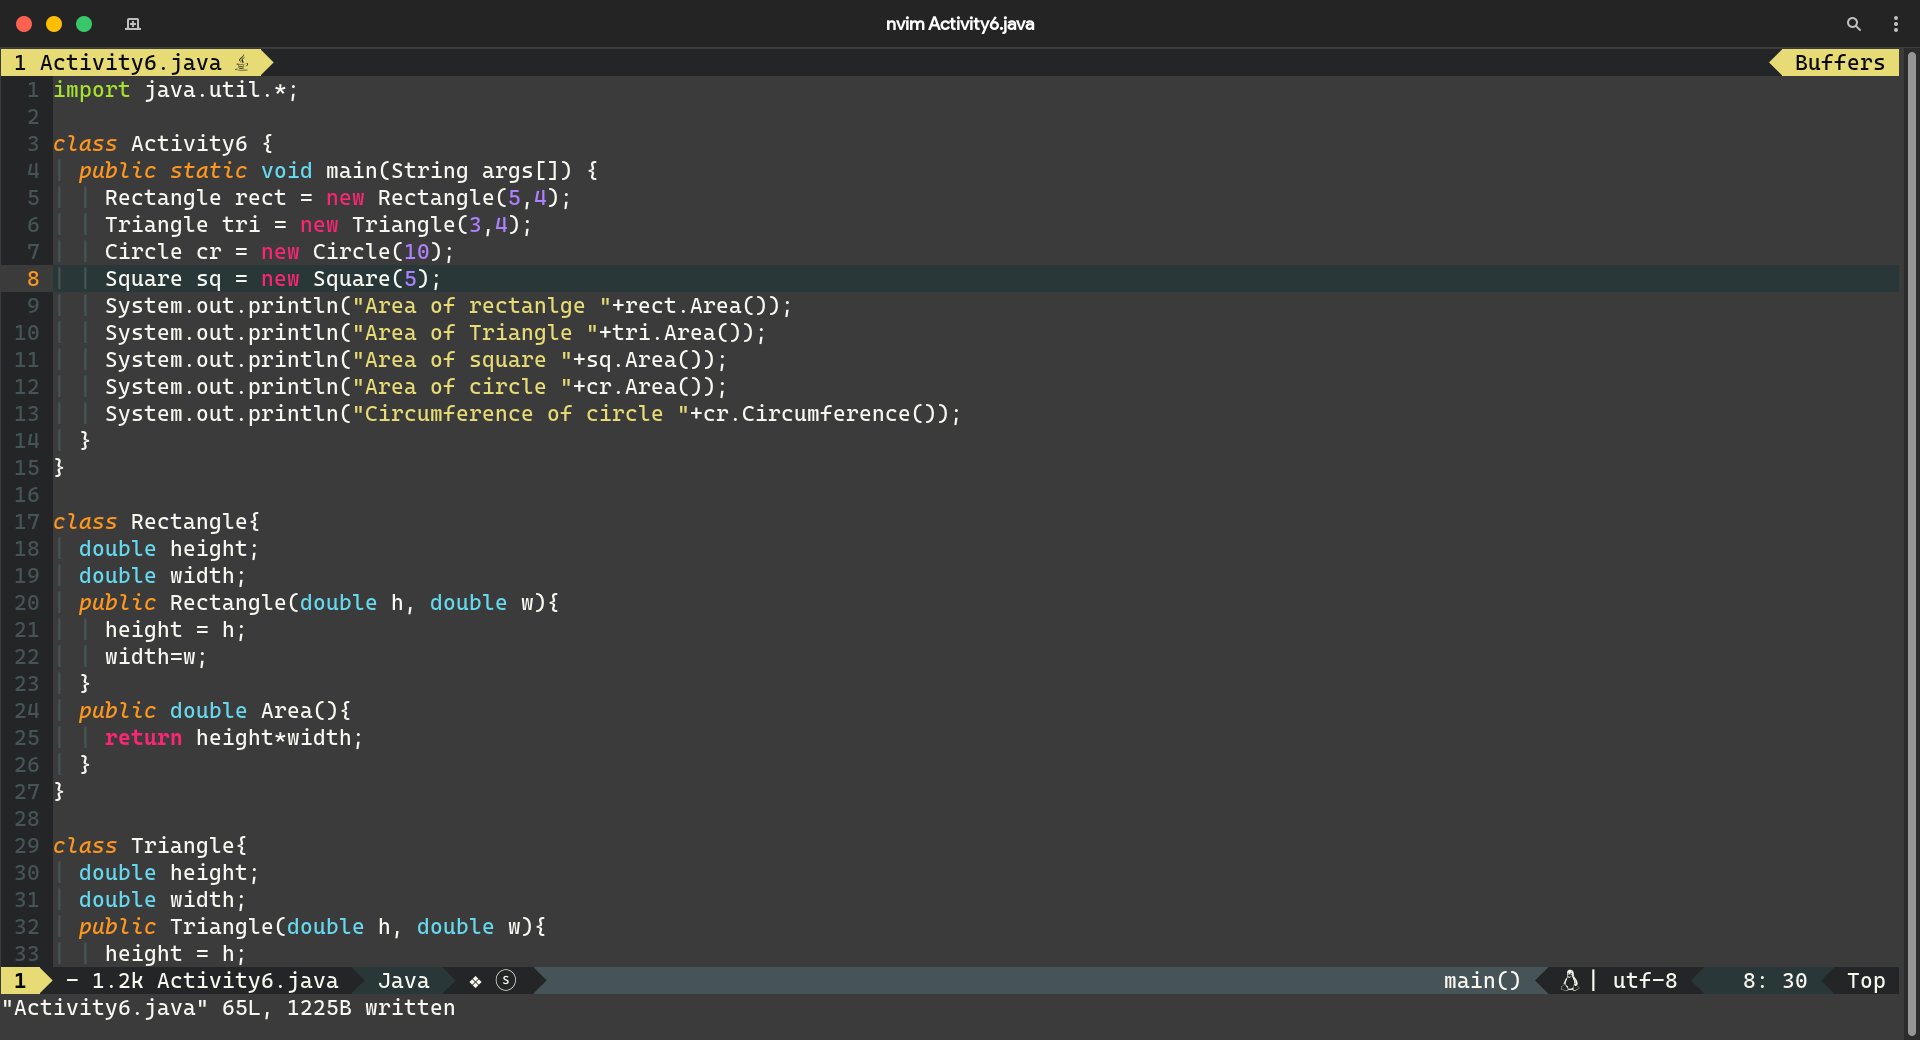 nvim Activity6.java
1 Activity6.java
Buffers
1 import java.util.*;
2
3 class Activity6 {
4   public static void main(String args[]) {
5     Rectangle rect = new Rectangle(5,4);
6     Triangle tri = new Triangle(3,4);
7     Circle cr = new Circle(10);
8     Square sq = new Square(5);
9     System.out.println("Area of rectanlge "+rect.Area());
10     System.out.println("Area of Triangle "+tri.Area());
11     System.out.println("Area of square "+sq.Area());
12     System.out.println("Area of circle "+cr.Area());
13     System.out.println("Circumference of circle "+cr.Circumference());
14   }
15 }
16
17 class Rectangle{
18   double height;
19   double width;
20   public Rectangle(double h, double w){
21     height = h;
22     width=w;
23   }
24   public double Area(){
25     return height*width;
26   }
27 }
28
29 class Triangle{
30   double height;
31   double width;
32   public Triangle(double h, double w){
33     height = h;
1 - 1.2k Activity6.java Java ❖ Ⓢ main() | utf-8 8: 30 Top
"Activity6.java" 65L, 1225B written